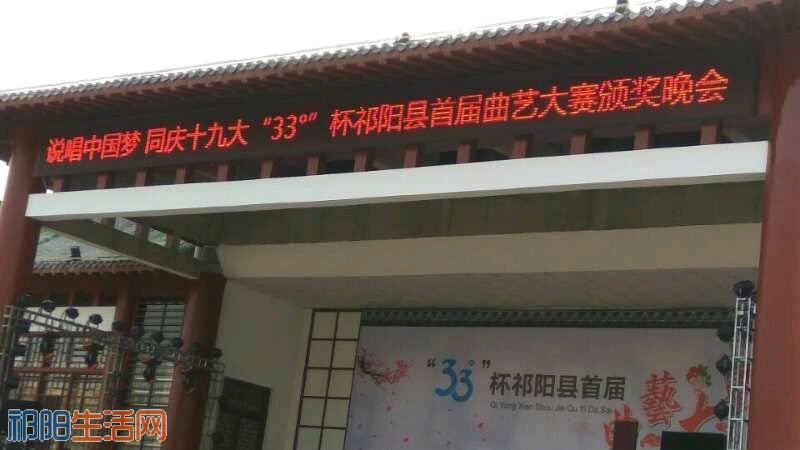 说唱中国梦 同庆十九大 “33°” 杯祁阳县首届曲艺大赛颁奖晚会
“33°” 杯祁阳县首届
Qi Yang Xian Shou Jie Qu Yi Da Sai
藝
大
祁阳生活网